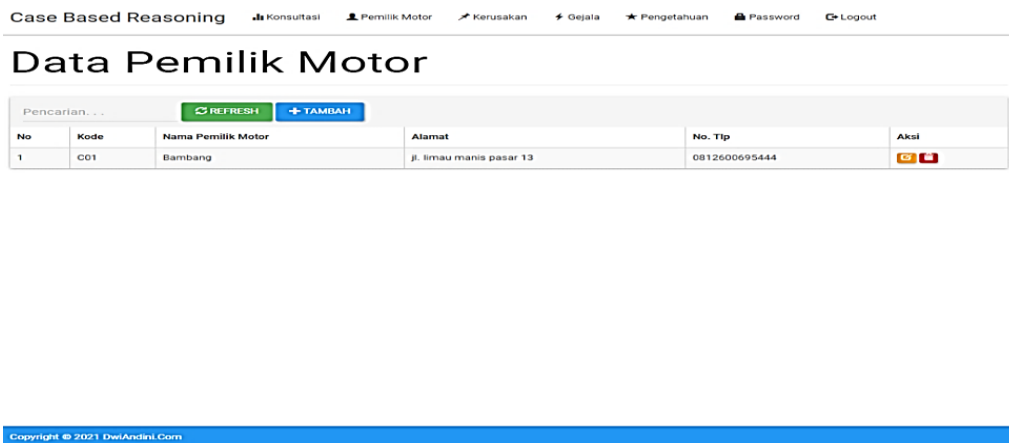 Case Based Reasoning Konsultasi Pemilik Motor Kerusakan Gejala Pengetahuan Password Logout
Data Pemilik Motor
Pencarian. . . REFRESH TAMBAH
No Kode Nama Pemilik Motor Alamat No. Tlp Aksi
1 C01 Bambang jl. limau manis pasar 13 0812600695444
Copyright © 2021 DwiAndini.Com